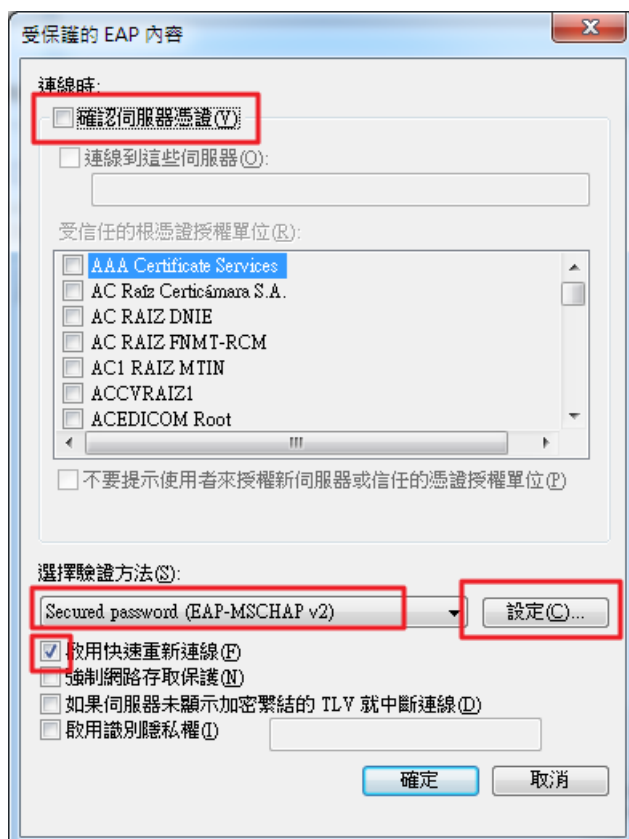 受保護的 EAP 內容
連線時:
確認伺服器憑證(V)
連線到這些伺服器(O):
受信任的根憑證授權單位(R):
AAA Certificate Services
AC Raíz Certicámara S.A.
AC RAIZ DNIE
AC RAIZ FNMT-RCM
AC1 RAIZ MTIN
ACCVRAIZ1
ACEDICOM Root
不要提示使用者來授權新伺服器或信任的憑證授權單位(P)
選擇驗證方法(S):
Secured password (EAP-MSCHAP v2) 設定(C)...
啟用快速重新連線(F)
強制網路存取保護(N)
如果伺服器未顯示加密繫結的 TLV 就中斷連線(D)
啟用識別隱私權(I)
確定 取消